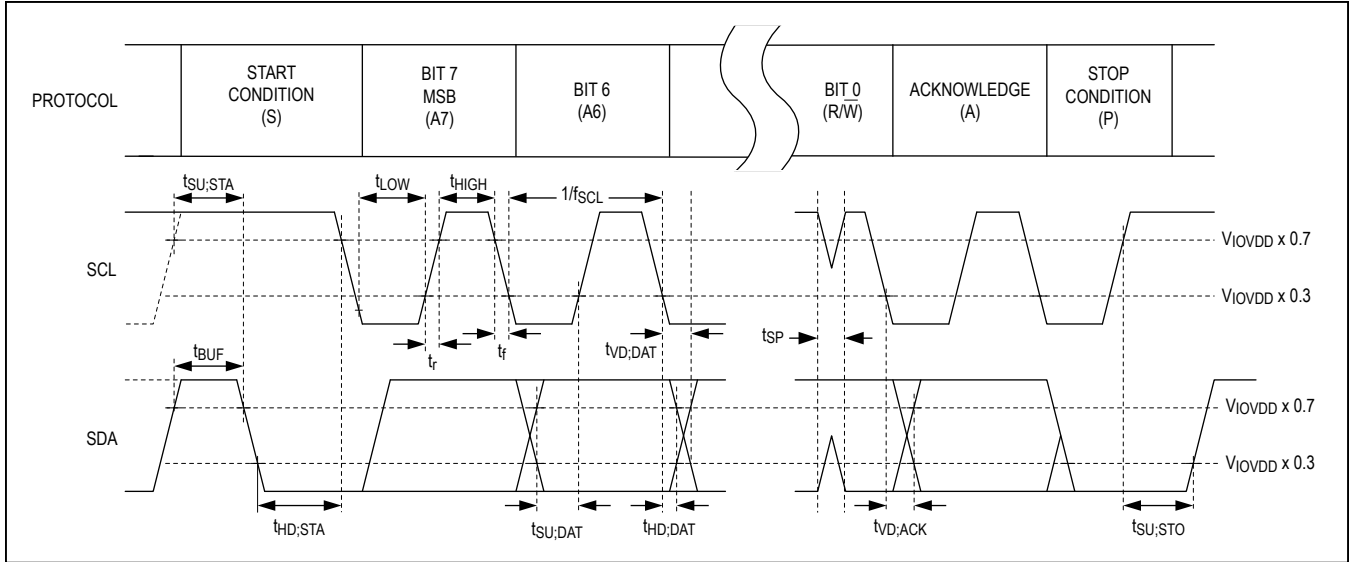 PROTOCOL
START
CONDITION
(S)
BIT 7
MSB
(A7)
BIT 6
(A6)
BIT 0
(R/W̅)
ACKNOWLEDGE
(A)
STOP
CONDITION
(P)
tSU;STA
tLOW
tHIGH
1/fSCL
SCL
VIOVDD x 0.7
VIOVDD x 0.3
tBUF
tr
tf
tVD;DAT
tSP
SDA
VIOVDD x 0.7
VIOVDD x 0.3
tHD;STA
tSU;DAT
tHD;DAT
tVD;ACK
tSU;STO